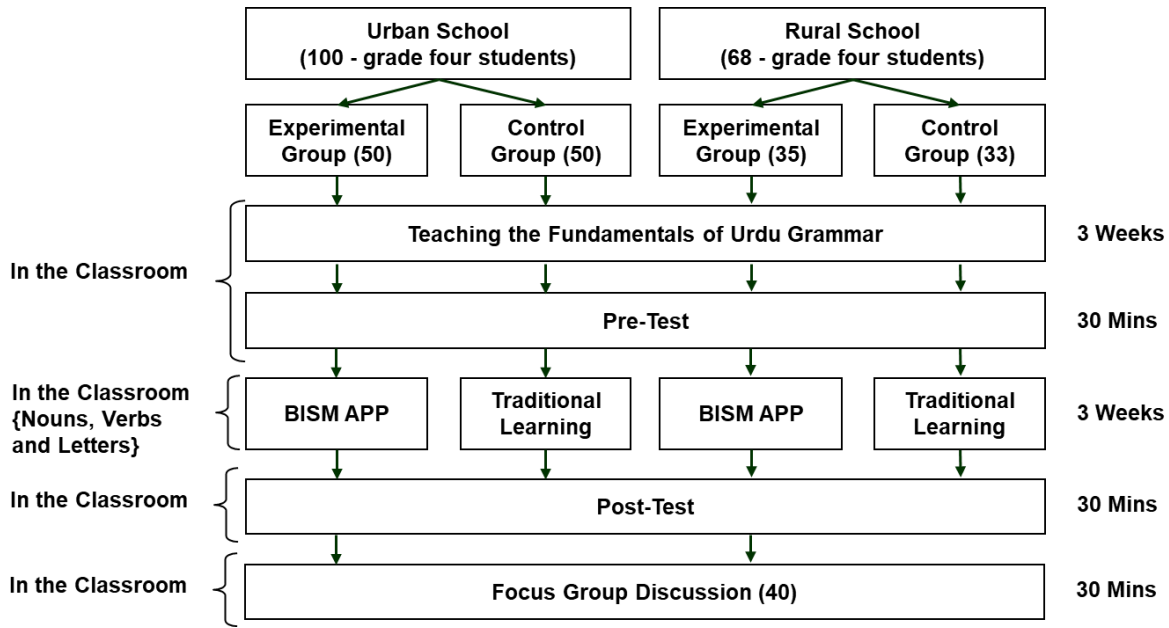 Urban School
(100 - grade four students)
Rural School
(68 - grade four students)
Experimental
Group (50)
Control
Group (50)
Experimental
Group (35)
Control
Group (33)
In the Classroom
Teaching the Fundamentals of Urdu Grammar
3 Weeks
Pre-Test
30 Mins
In the Classroom
{Nouns, Verbs
and Letters}
BISM APP
Traditional
Learning
BISM APP
Traditional
Learning
3 Weeks
In the Classroom
Post-Test
30 Mins
In the Classroom
Focus Group Discussion (40)
30 Mins